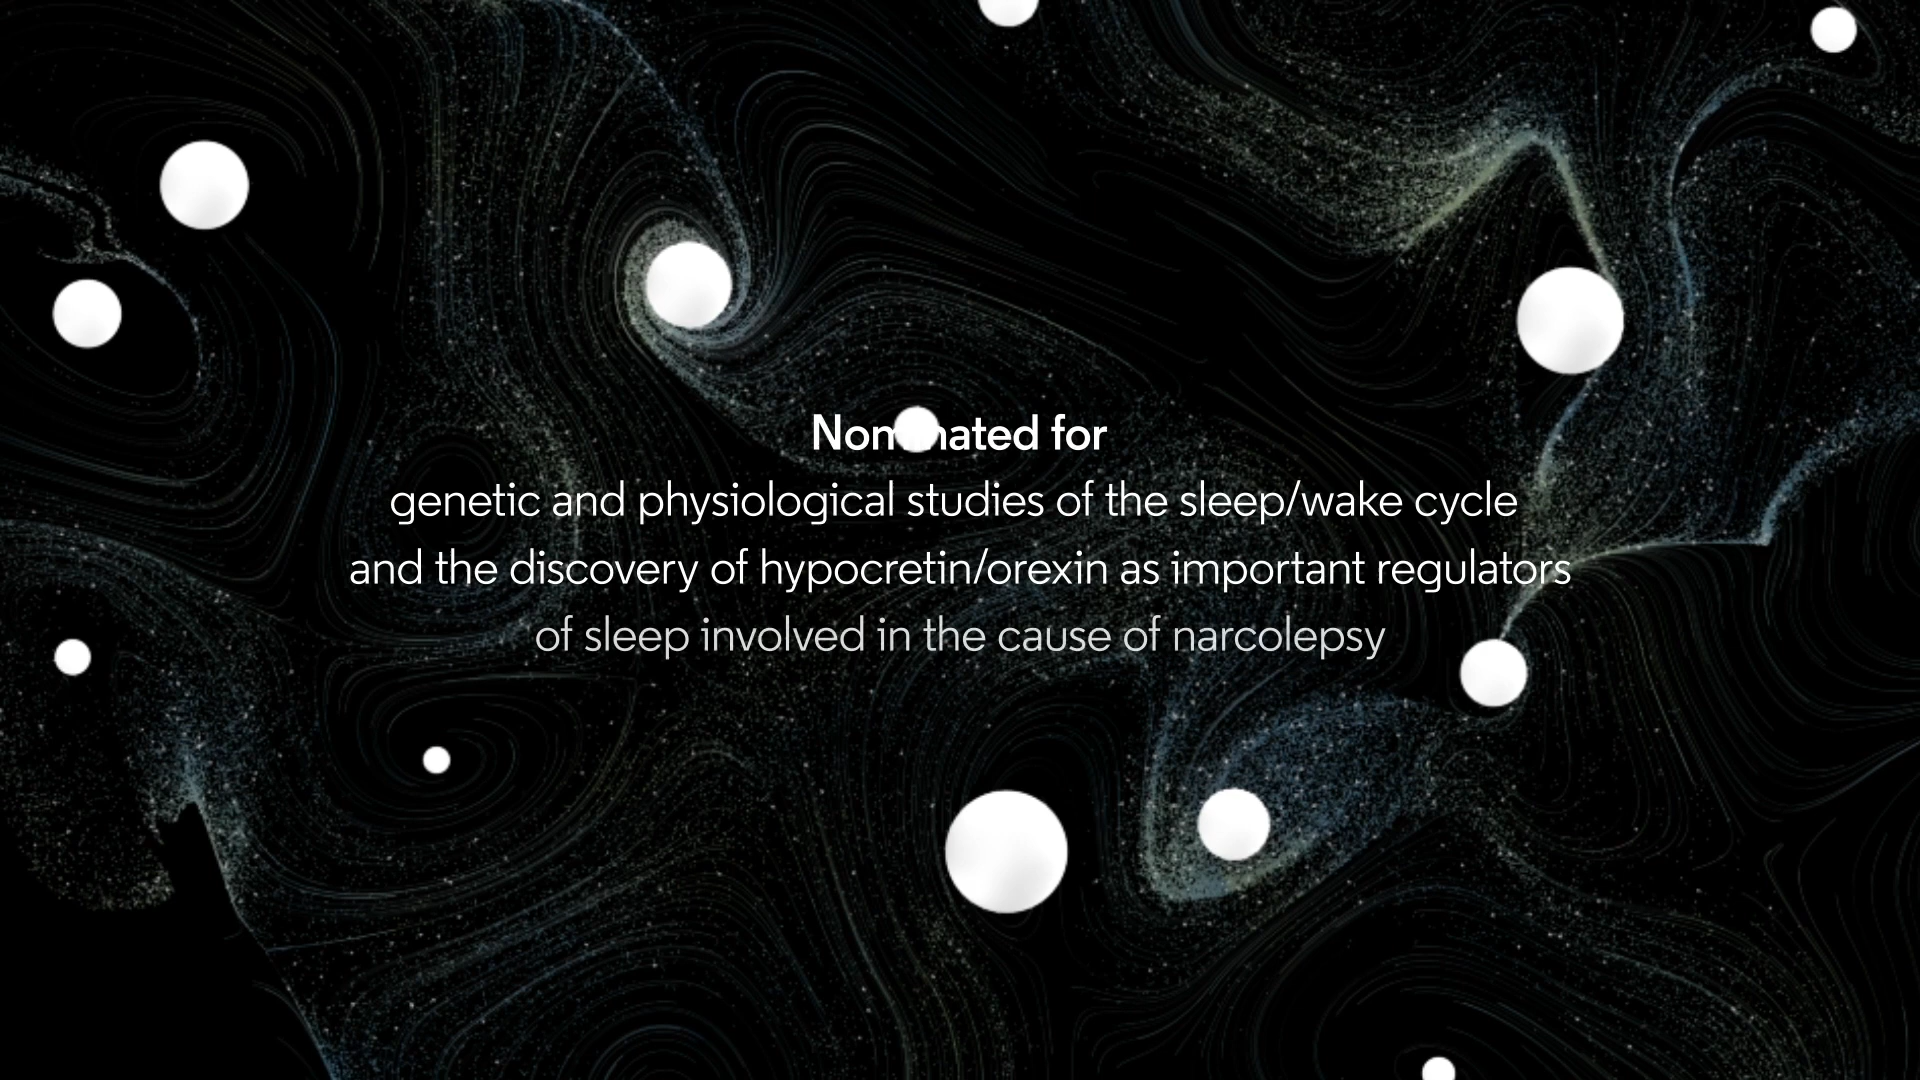 Nominated for
genetic and physiological studies of the sleep/wake cycle
and the discovery of hypocretin/orexin as important regulators
of sleep involved in the cause of narcolepsy